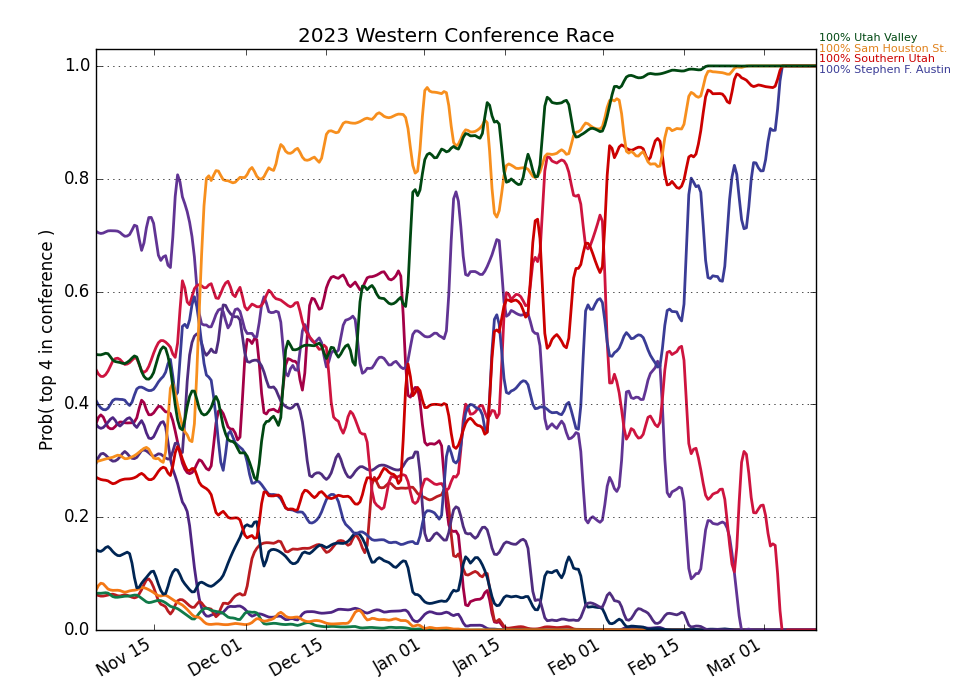 2023 Western Conference Race
100% Utah Valley
100% Sam Houston St.
100% Southern Utah
100% Stephen F. Austin
1.0
0.8
0.6
0.4
0.2
0.0
Prob( top 4 in conference )
Nov 15
Dec 01
Dec 15
Jan 01
Jan 15
Feb 01
Feb 15
Mar 01